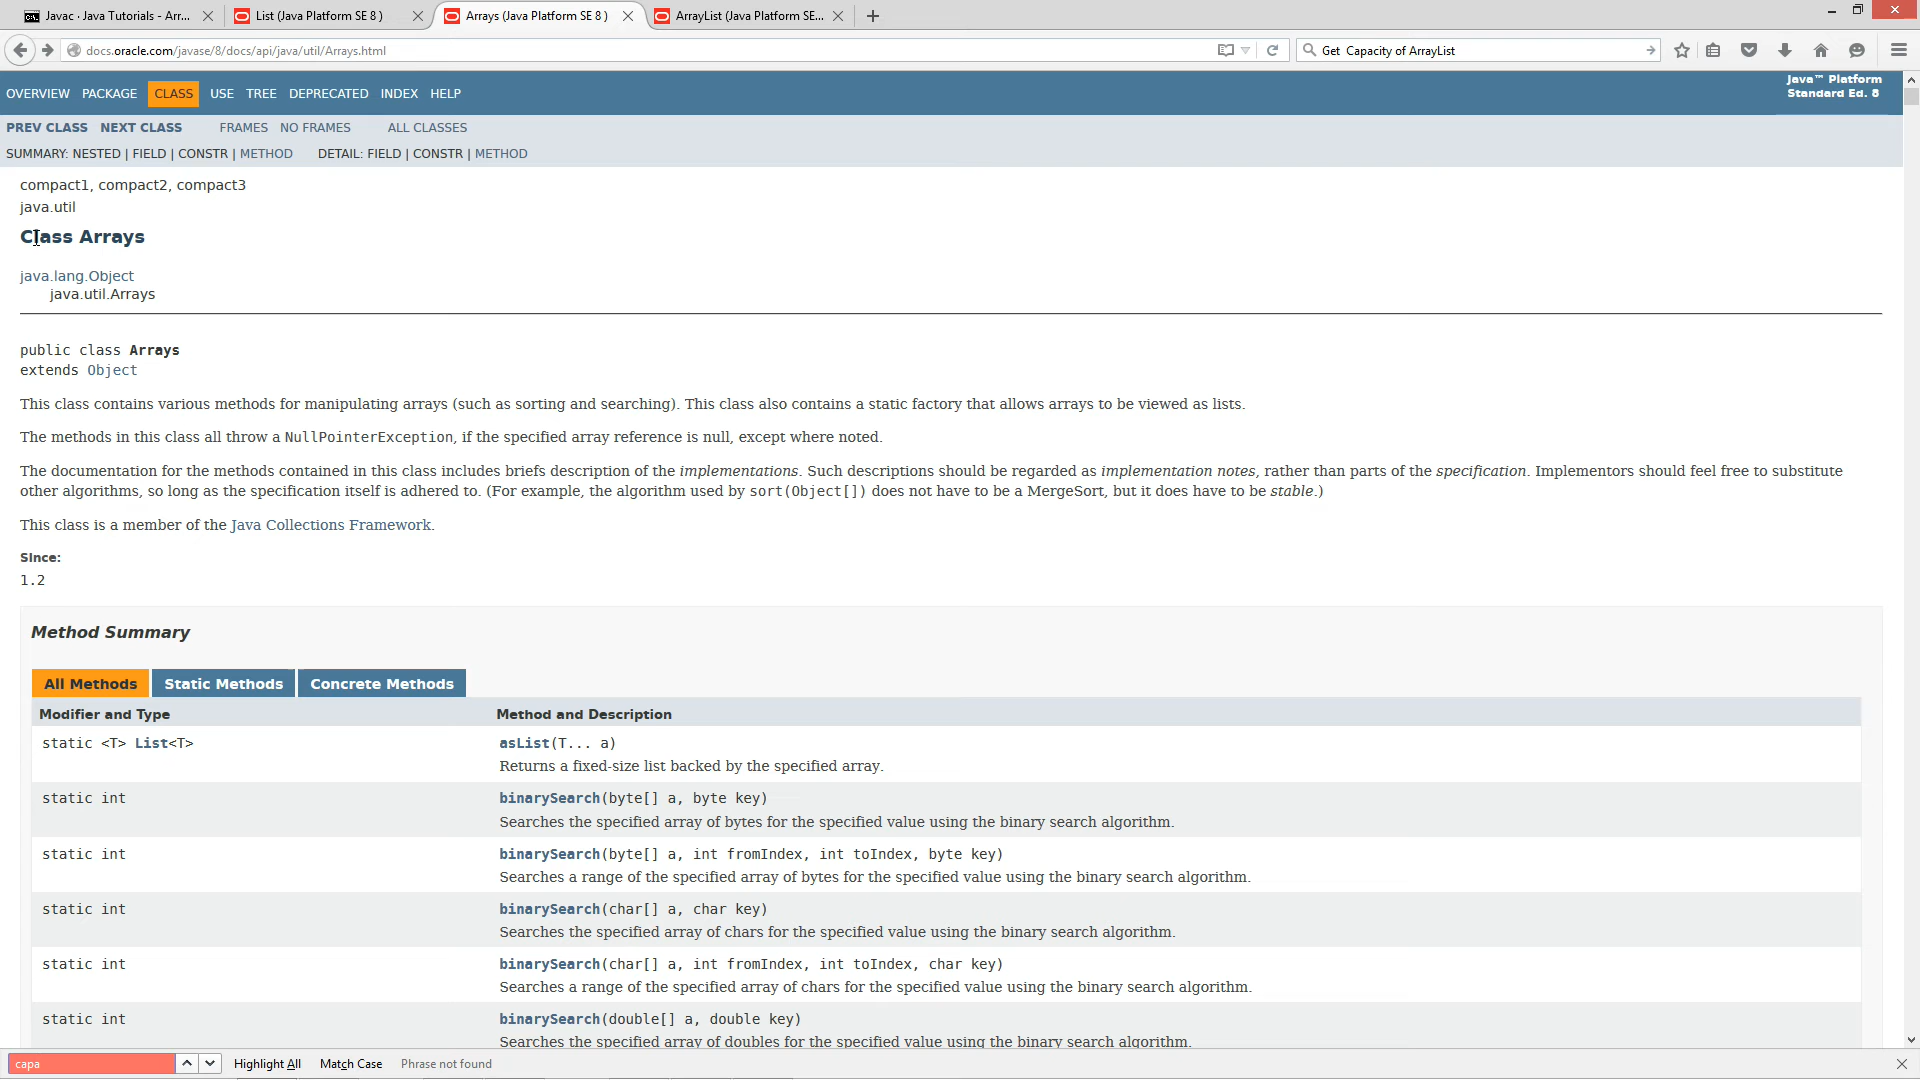 Javac · Java Tutorials - Arr...
List (Java Platform SE 8 )
Arrays (Java Platform SE 8 )
ArrayList (Java Platform SE...
docs.oracle.com/javase/8/docs/api/java/util/Arrays.html
Get Capacity of ArrayList
OVERVIEW PACKAGE CLASS USE TREE DEPRECATED INDEX HELP
Java™ Platform
Standard Ed. 8
PREV CLASS NEXT CLASS FRAMES NO FRAMES ALL CLASSES
SUMMARY: NESTED | FIELD | CONSTR | METHOD DETAIL: FIELD | CONSTR | METHOD
compact1, compact2, compact3
java.util
Class Arrays
java.lang.Object
java.util.Arrays
public class Arrays
extends Object
This class contains various methods for manipulating arrays (such as sorting and searching). This class also contains a static factory that allows arrays to be viewed as lists.
The methods in this class all throw a NullPointerException, if the specified array reference is null, except where noted.
The documentation for the methods contained in this class includes briefs description of the implementations. Such descriptions should be regarded as implementation notes, rather than parts of the specification. Implementors should feel free to substitute
other algorithms, so long as the specification itself is adhered to. (For example, the algorithm used by sort(Object[]) does not have to be a MergeSort, but it does have to be stable.)
This class is a member of the Java Collections Framework.
Since:
1.2
Method Summary
All Methods Static Methods Concrete Methods
Modifier and Type Method and Description
static <T> List<T> asList(T... a)
Returns a fixed-size list backed by the specified array.
static int binarySearch(byte[] a, byte key)
Searches the specified array of bytes for the specified value using the binary search algorithm.
static int binarySearch(byte[] a, int fromIndex, int toIndex, byte key)
Searches a range of the specified array of bytes for the specified value using the binary search algorithm.
static int binarySearch(char[] a, char key)
Searches the specified array of chars for the specified value using the binary search algorithm.
static int binarySearch(char[] a, int fromIndex, int toIndex, char key)
Searches a range of the specified array of chars for the specified value using the binary search algorithm.
static int binarySearch(double[] a, double key)
Searches the specified array of doubles for the specified value using the binary search algorithm.
capa Highlight All Match Case Phrase not found